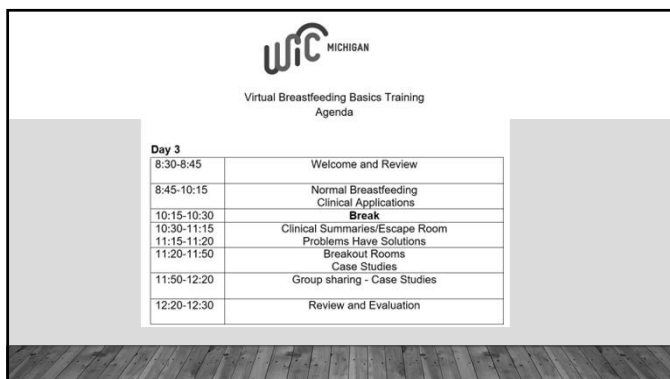 WiC MICHIGAN
Virtual Breastfeeding Basics Training
Agenda
Day 3
8:30-8:45 Welcome and Review
8:45-10:15 Normal Breastfeeding
Clinical Applications
10:15-10:30 Break
10:30-11:15 Clinical Summaries/Escape Room
11:15-11:20 Problems Have Solutions
11:20-11:50 Breakout Rooms
Case Studies
11:50-12:20 Group sharing - Case Studies
12:20-12:30 Review and Evaluation